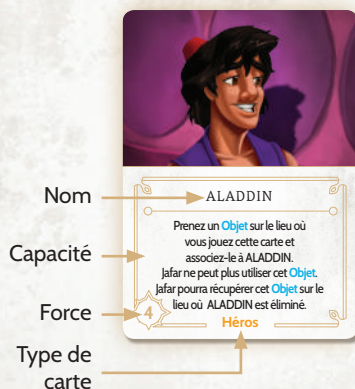 Nom
ALADDIN
Capacité
Prenez un Objet sur le lieu où
vous jouez cette carte et
associez-le à ALADDIN.
Jafar ne peut plus utiliser cet Objet.
Jafar pourra récupérer cet Objet sur le
lieu où ALADDIN est éliminé.
Force
4
Héros
Type de
carte